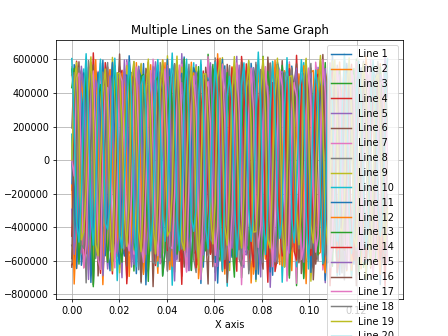 Multiple Lines on the Same Graph
600000
400000
200000
0
−200000
−400000
−600000
−800000
0.00 0.02 0.04 0.06 0.08 0.10
X axis
Line 1
Line 2
Line 3
Line 4
Line 5
Line 6
Line 7
Line 8
Line 9
Line 10
Line 11
Line 12
Line 13
Line 14
Line 15
Line 16
Line 17
Line 18
Line 19
Line 20